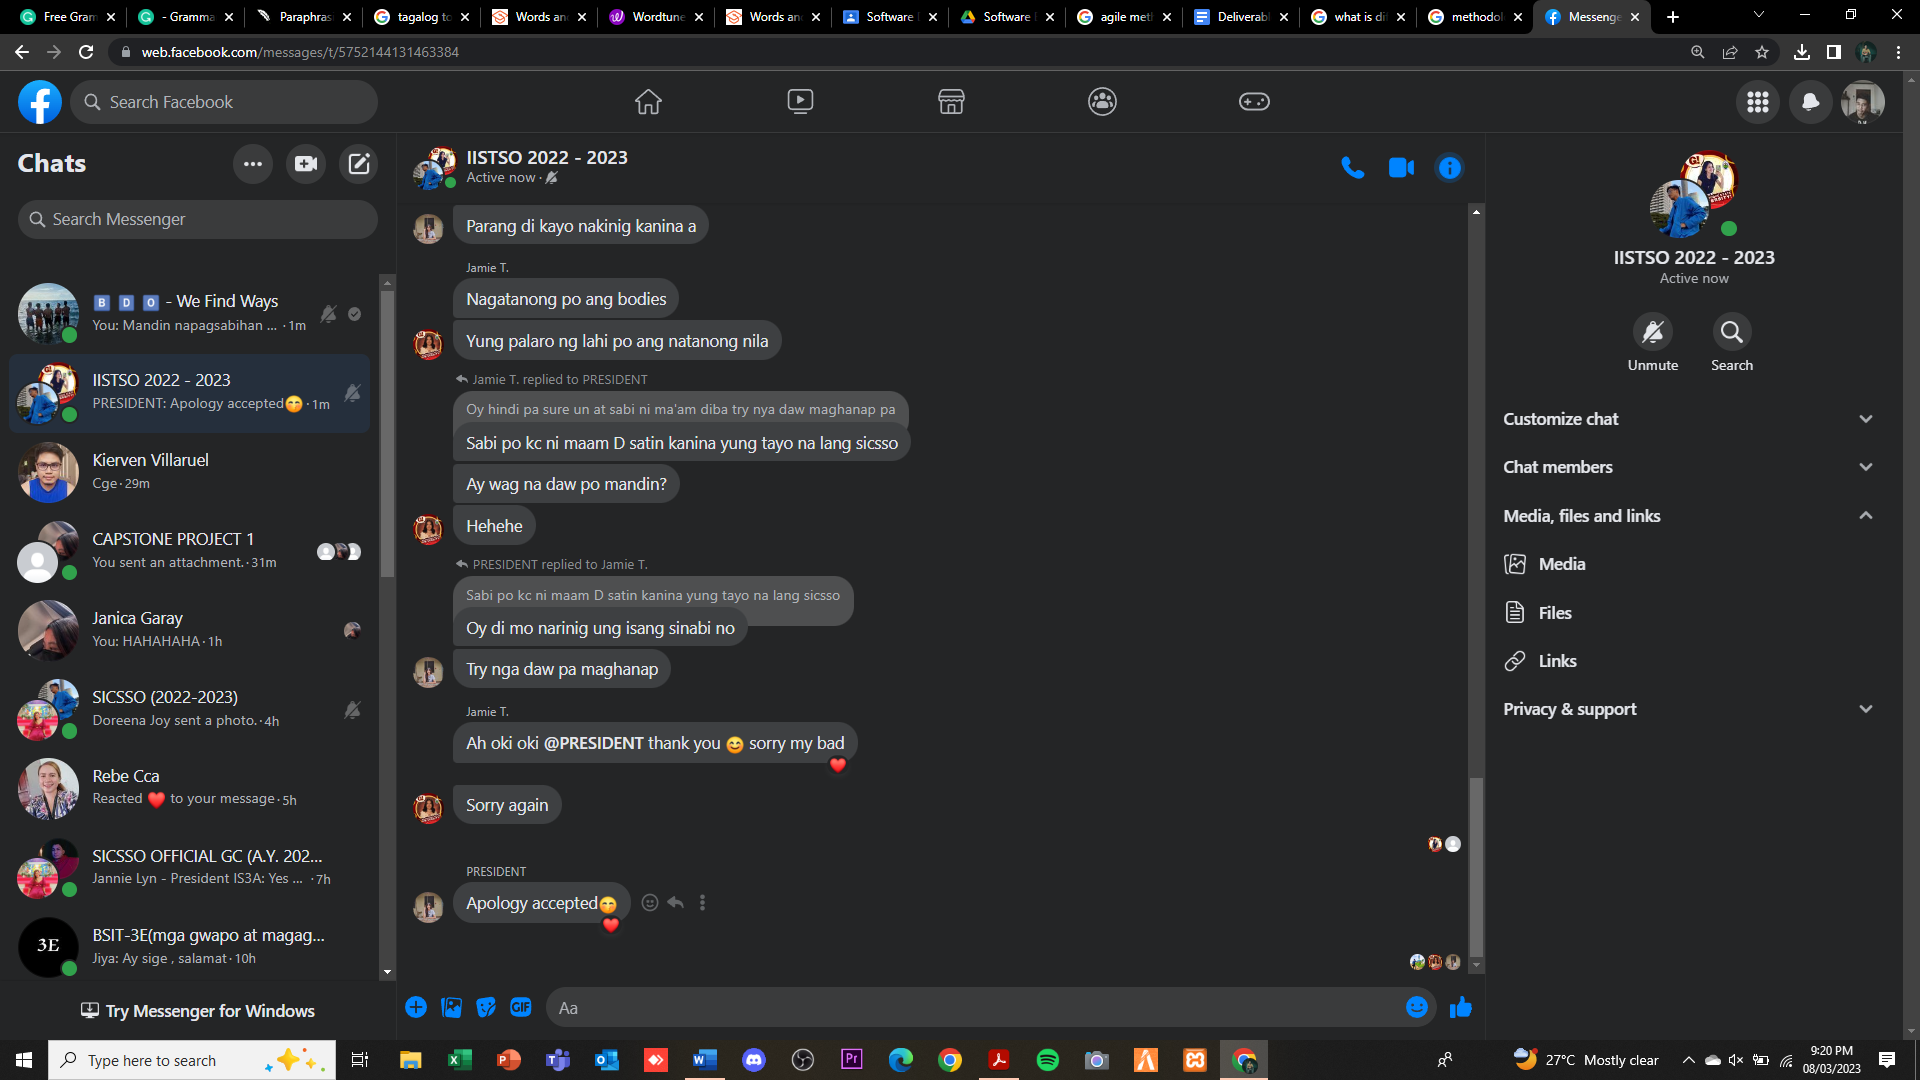 Free Gram
- Gramma
Paraphras
tagalog to
Words and
Wordtune
Words and
Software
Software
agile met
Deliverab
what is di
methodol
Messenge
web.facebook.com/messages/t/5752144131463384
Search Facebook
Chats
Search Messenger
B D O - We Find Ways
You: Mandin napagsabihan ... · 1m
IISTSO 2022 - 2023
PRESIDENT: Apology accepted😊 · 1m
Kierven Villaruel
Cge · 29m
CAPSTONE PROJECT 1
You sent an attachment. · 31m
Janica Garay
You: HAHAHAHA · 1h
SICSSO (2022-2023)
Doreena Joy sent a photo. · 4h
Rebe Cca
Reacted ❤️ to your message · 5h
SICSSO OFFICIAL GC (A.Y. 202...
Jannie Lyn - President IS3A: Yes ... · 7h
3E
BSIT-3E(mga gwapo at magag...
Jiya: Ay sige , salamat · 10h
Try Messenger for Windows
IISTSO 2022 - 2023
Active now ·
Parang di kayo nakinig kanina a
Jamie T.
Nagatanong po ang bodies
Yung palaro ng lahi po ang natanong nila
Jamie T. replied to PRESIDENT
Oy hindi pa sure un at sabi ni ma'am diba try nya daw maghanap pa
Sabi po kc ni maam D satin kanina yung tayo na lang sicsso
Ay wag na daw po mandin?
Hehehe
PRESIDENT replied to Jamie T.
Sabi po kc ni maam D satin kanina yung tayo na lang sicsso
Oy di mo narinig ung isang sinabi no
Try nga daw pa maghanap
Jamie T.
Ah oki oki @PRESIDENT thank you 😊 sorry my bad
Sorry again
PRESIDENT
Apology accepted😊
GIF
Aa
IISTSO 2022 - 2023
Active now
Unmute
Search
Customize chat
Chat members
Media, files and links
Media
Files
Links
Privacy & support
Type here to search
27°C Mostly clear
9:20 PM
08/03/2023